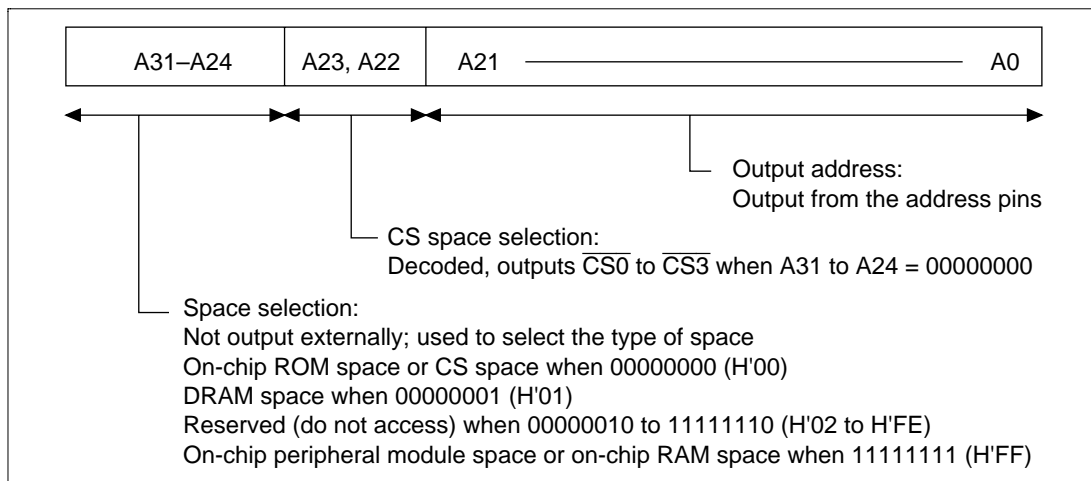 A31–A24 A23, A22 A21 A0
Output address:
Output from the address pins
CS space selection:
Decoded, outputs C̅S̅0̅ to C̅S̅3̅ when A31 to A24 = 00000000
Space selection:
Not output externally; used to select the type of space
On-chip ROM space or CS space when 00000000 (H'00)
DRAM space when 00000001 (H'01)
Reserved (do not access) when 00000010 to 11111110 (H'02 to H'FE)
On-chip peripheral module space or on-chip RAM space when 11111111 (H'FF)